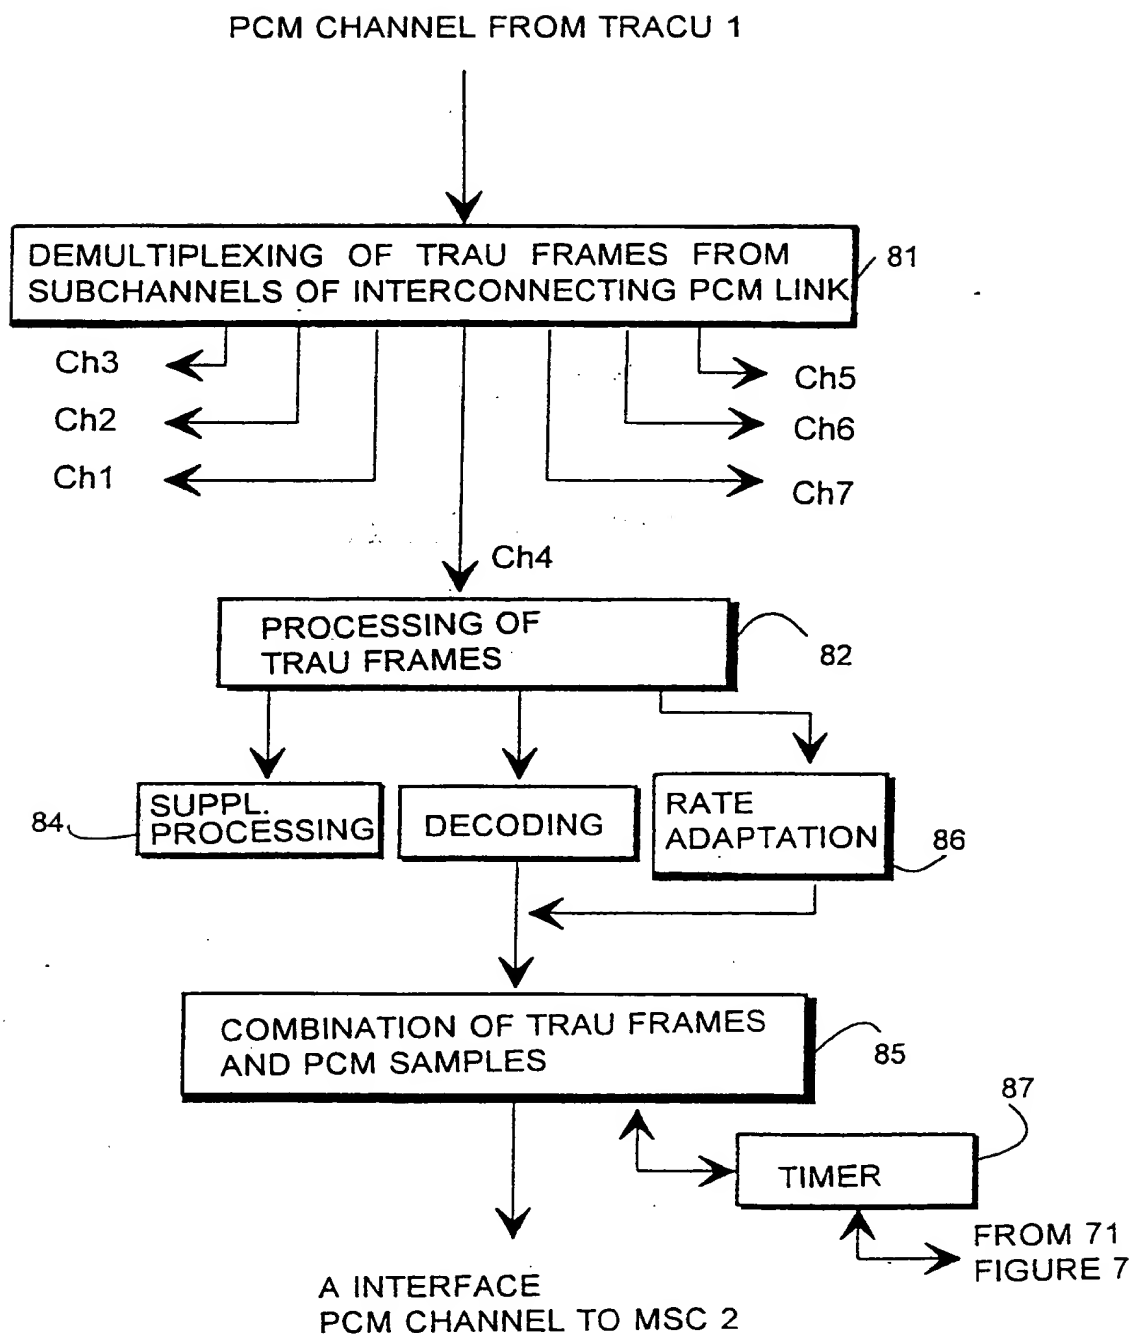 PCM CHANNEL FROM TRACU 1
DEMULTIPLEXING OF TRAU FRAMES FROM
SUBCHANNELS OF INTERCONNECTING PCM LINK
81
Ch3
Ch5
Ch2
Ch6
Ch1
Ch7
Ch4
PROCESSING OF
TRAU FRAMES
82
84
SUPPL.
PROCESSING
DECODING
RATE
ADAPTATION
86
COMBINATION OF TRAU FRAMES
AND PCM SAMPLES
85
87
TIMER
FROM 71
FIGURE 7
A INTERFACE
PCM CHANNEL TO MSC 2